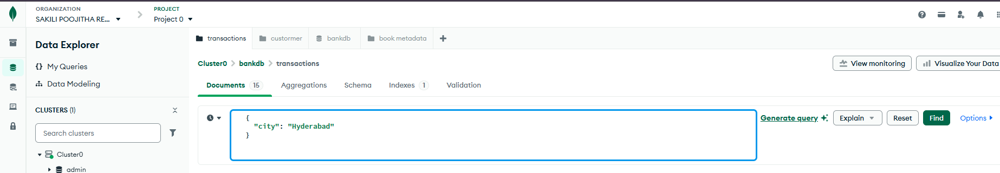 ORGANIZATION
SAKILI POOJITHA RE...
PROJECT
Project 0
Data Explorer
My Queries
Data Modeling
CLUSTERS (1)
Search clusters
Cluster0
admin
transactions
custormer
bankdb
book metadata
Cluster0 > bankdb > transactions
View monitoring
Visualize Your Data
Documents 15
Aggregations
Schema
Indexes 1
Validation
{
"city": "Hyderabad"
}
Generate query
Explain
Reset
Find
Options